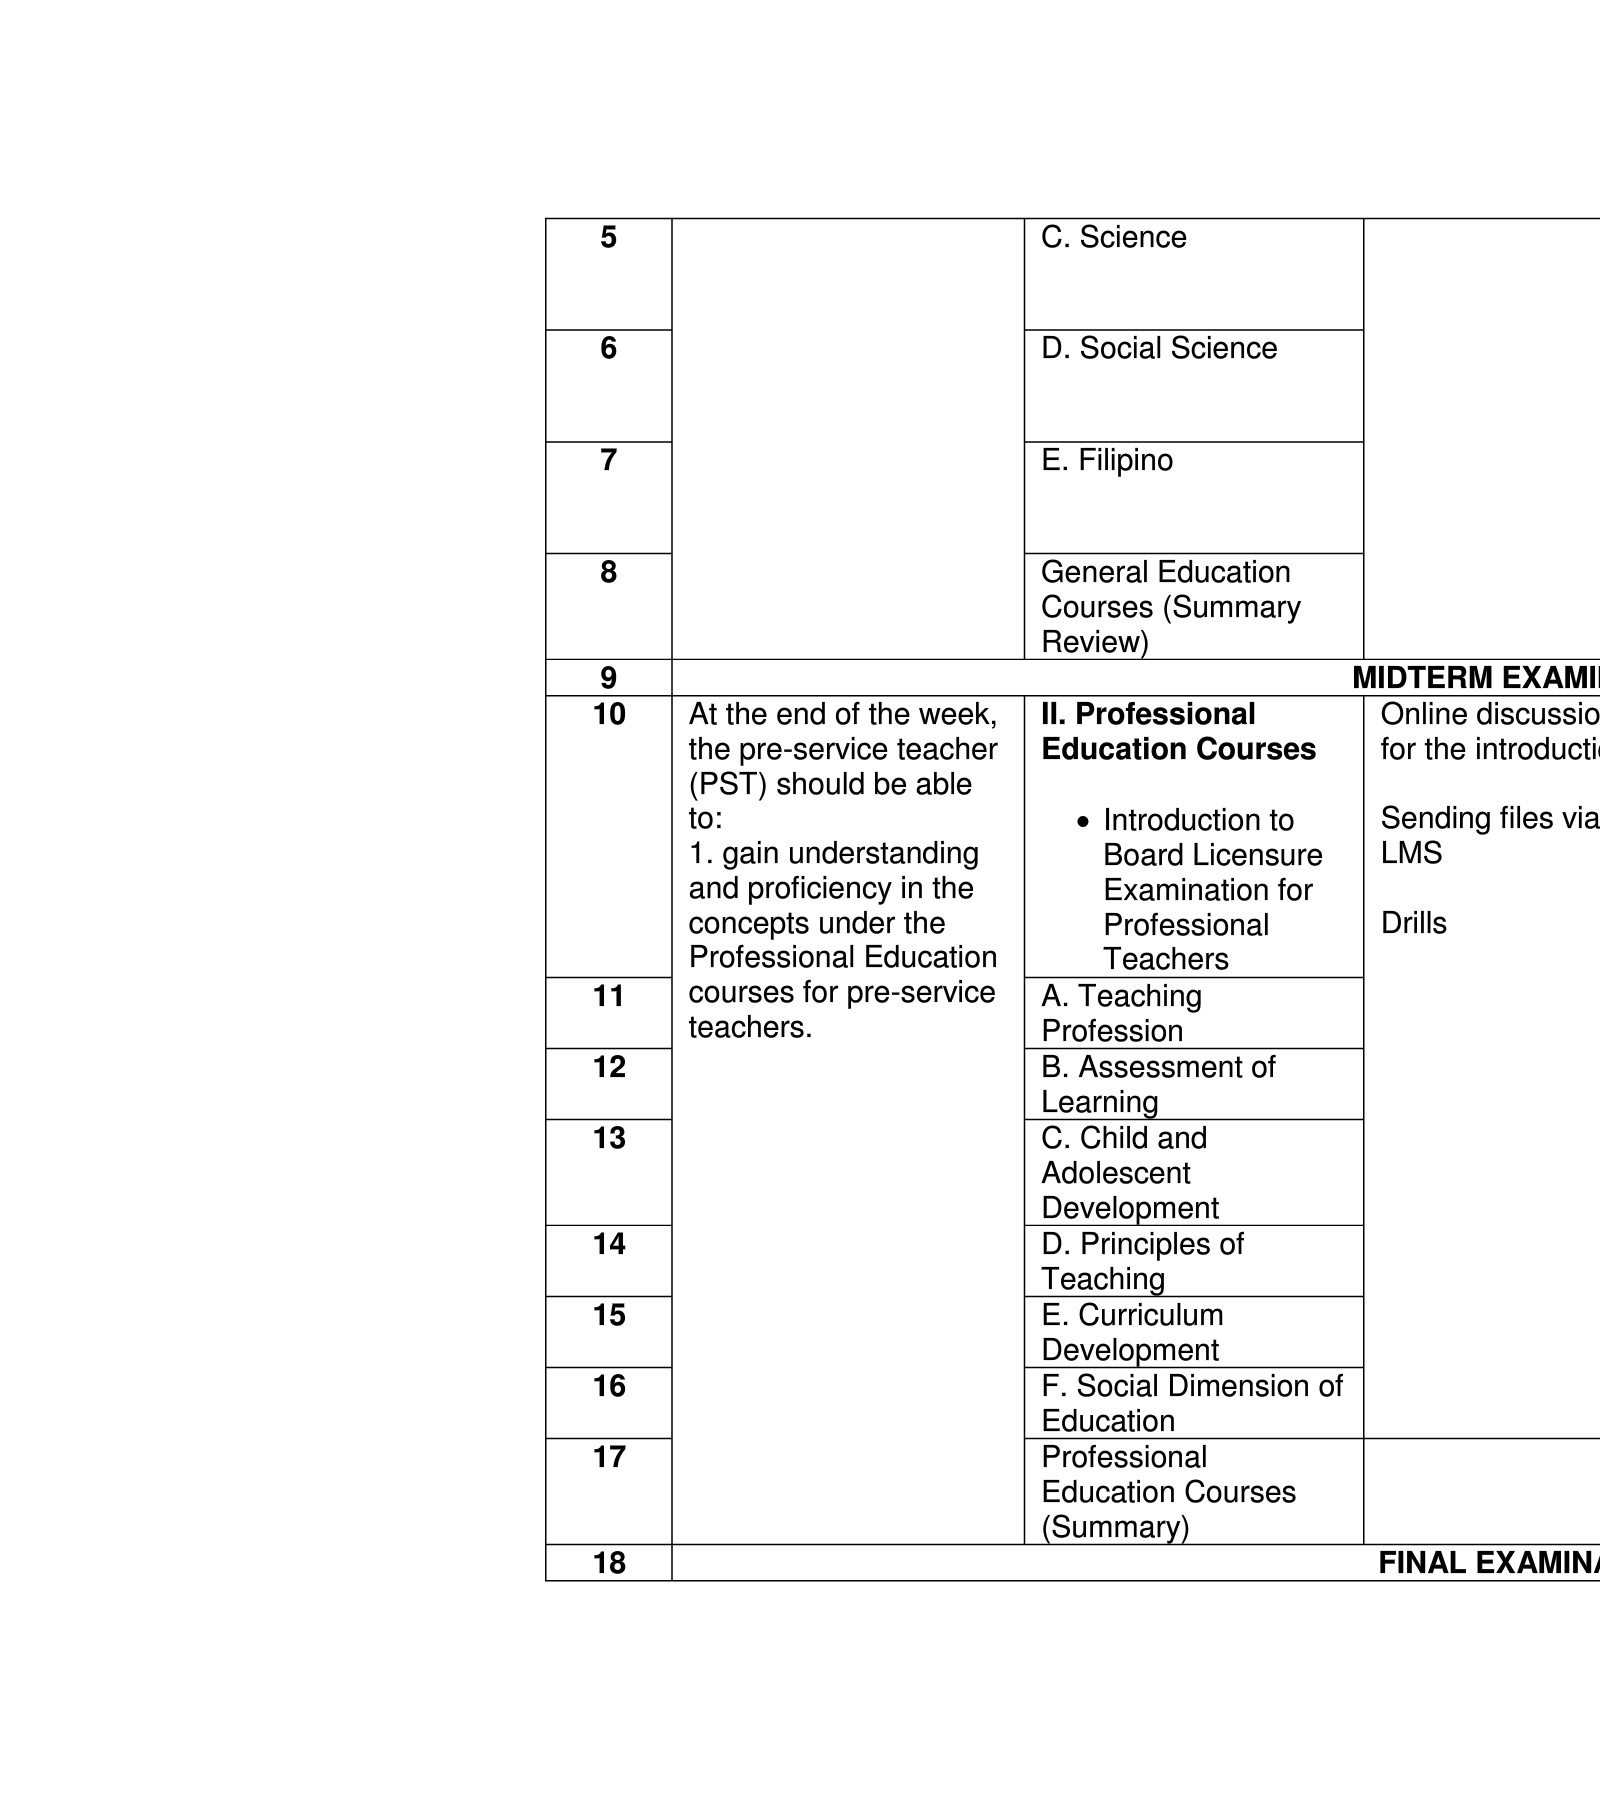 5
C. Science
6
D. Social Science
7
E. Filipino
8
General Education
Courses (Summary
Review)
9
MIDTERM
10
At the end of the week,
the pre-service teacher
(PST) should be able
to:
1. gain understanding
and proficiency in the
concepts under the
Professional Education
courses for pre-service
teachers.
II. Professional
Education Courses
• Introduction to
Board Licensure
Examination for
Professional
Teachers
Online
for the
Sending files via
LMS
Drills
11
A. Teaching
Profession
12
B. Assessment of
Learning
13
C. Child and
Adolescent
Development
14
D. Principles of
Teaching
15
E. Curriculum
Development
16
F. Social Dimension of
Education
17
Professional
Education Courses
(Summary)
18
FINAL